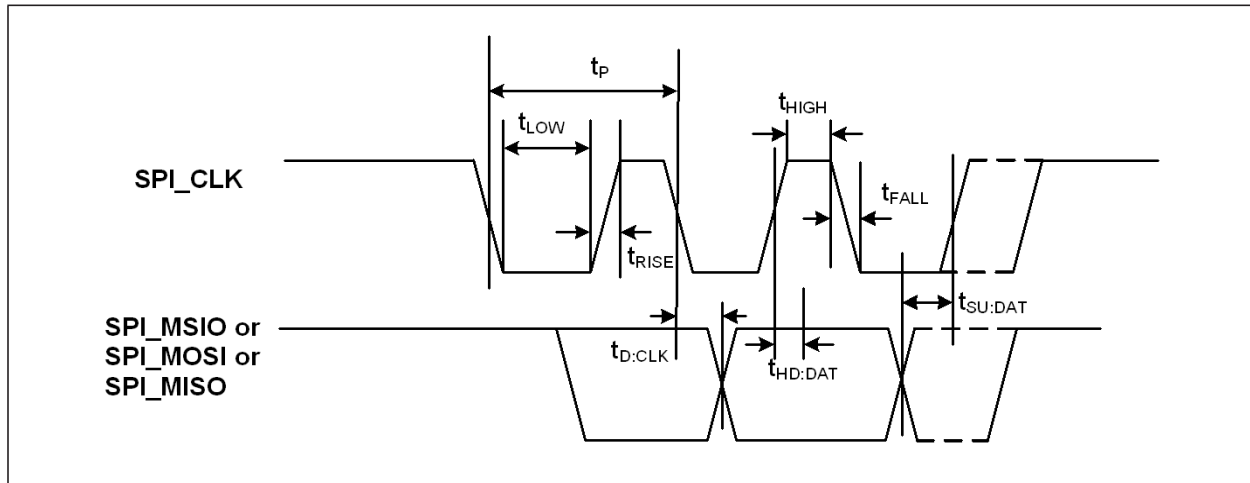 tP
tHIGH
tLOW
SPI_CLK
tFALL
tRISE
tSU:DAT
SPI_MSIO or
SPI_MOSI or
SPI_MISO
tD:CLK
tHD:DAT